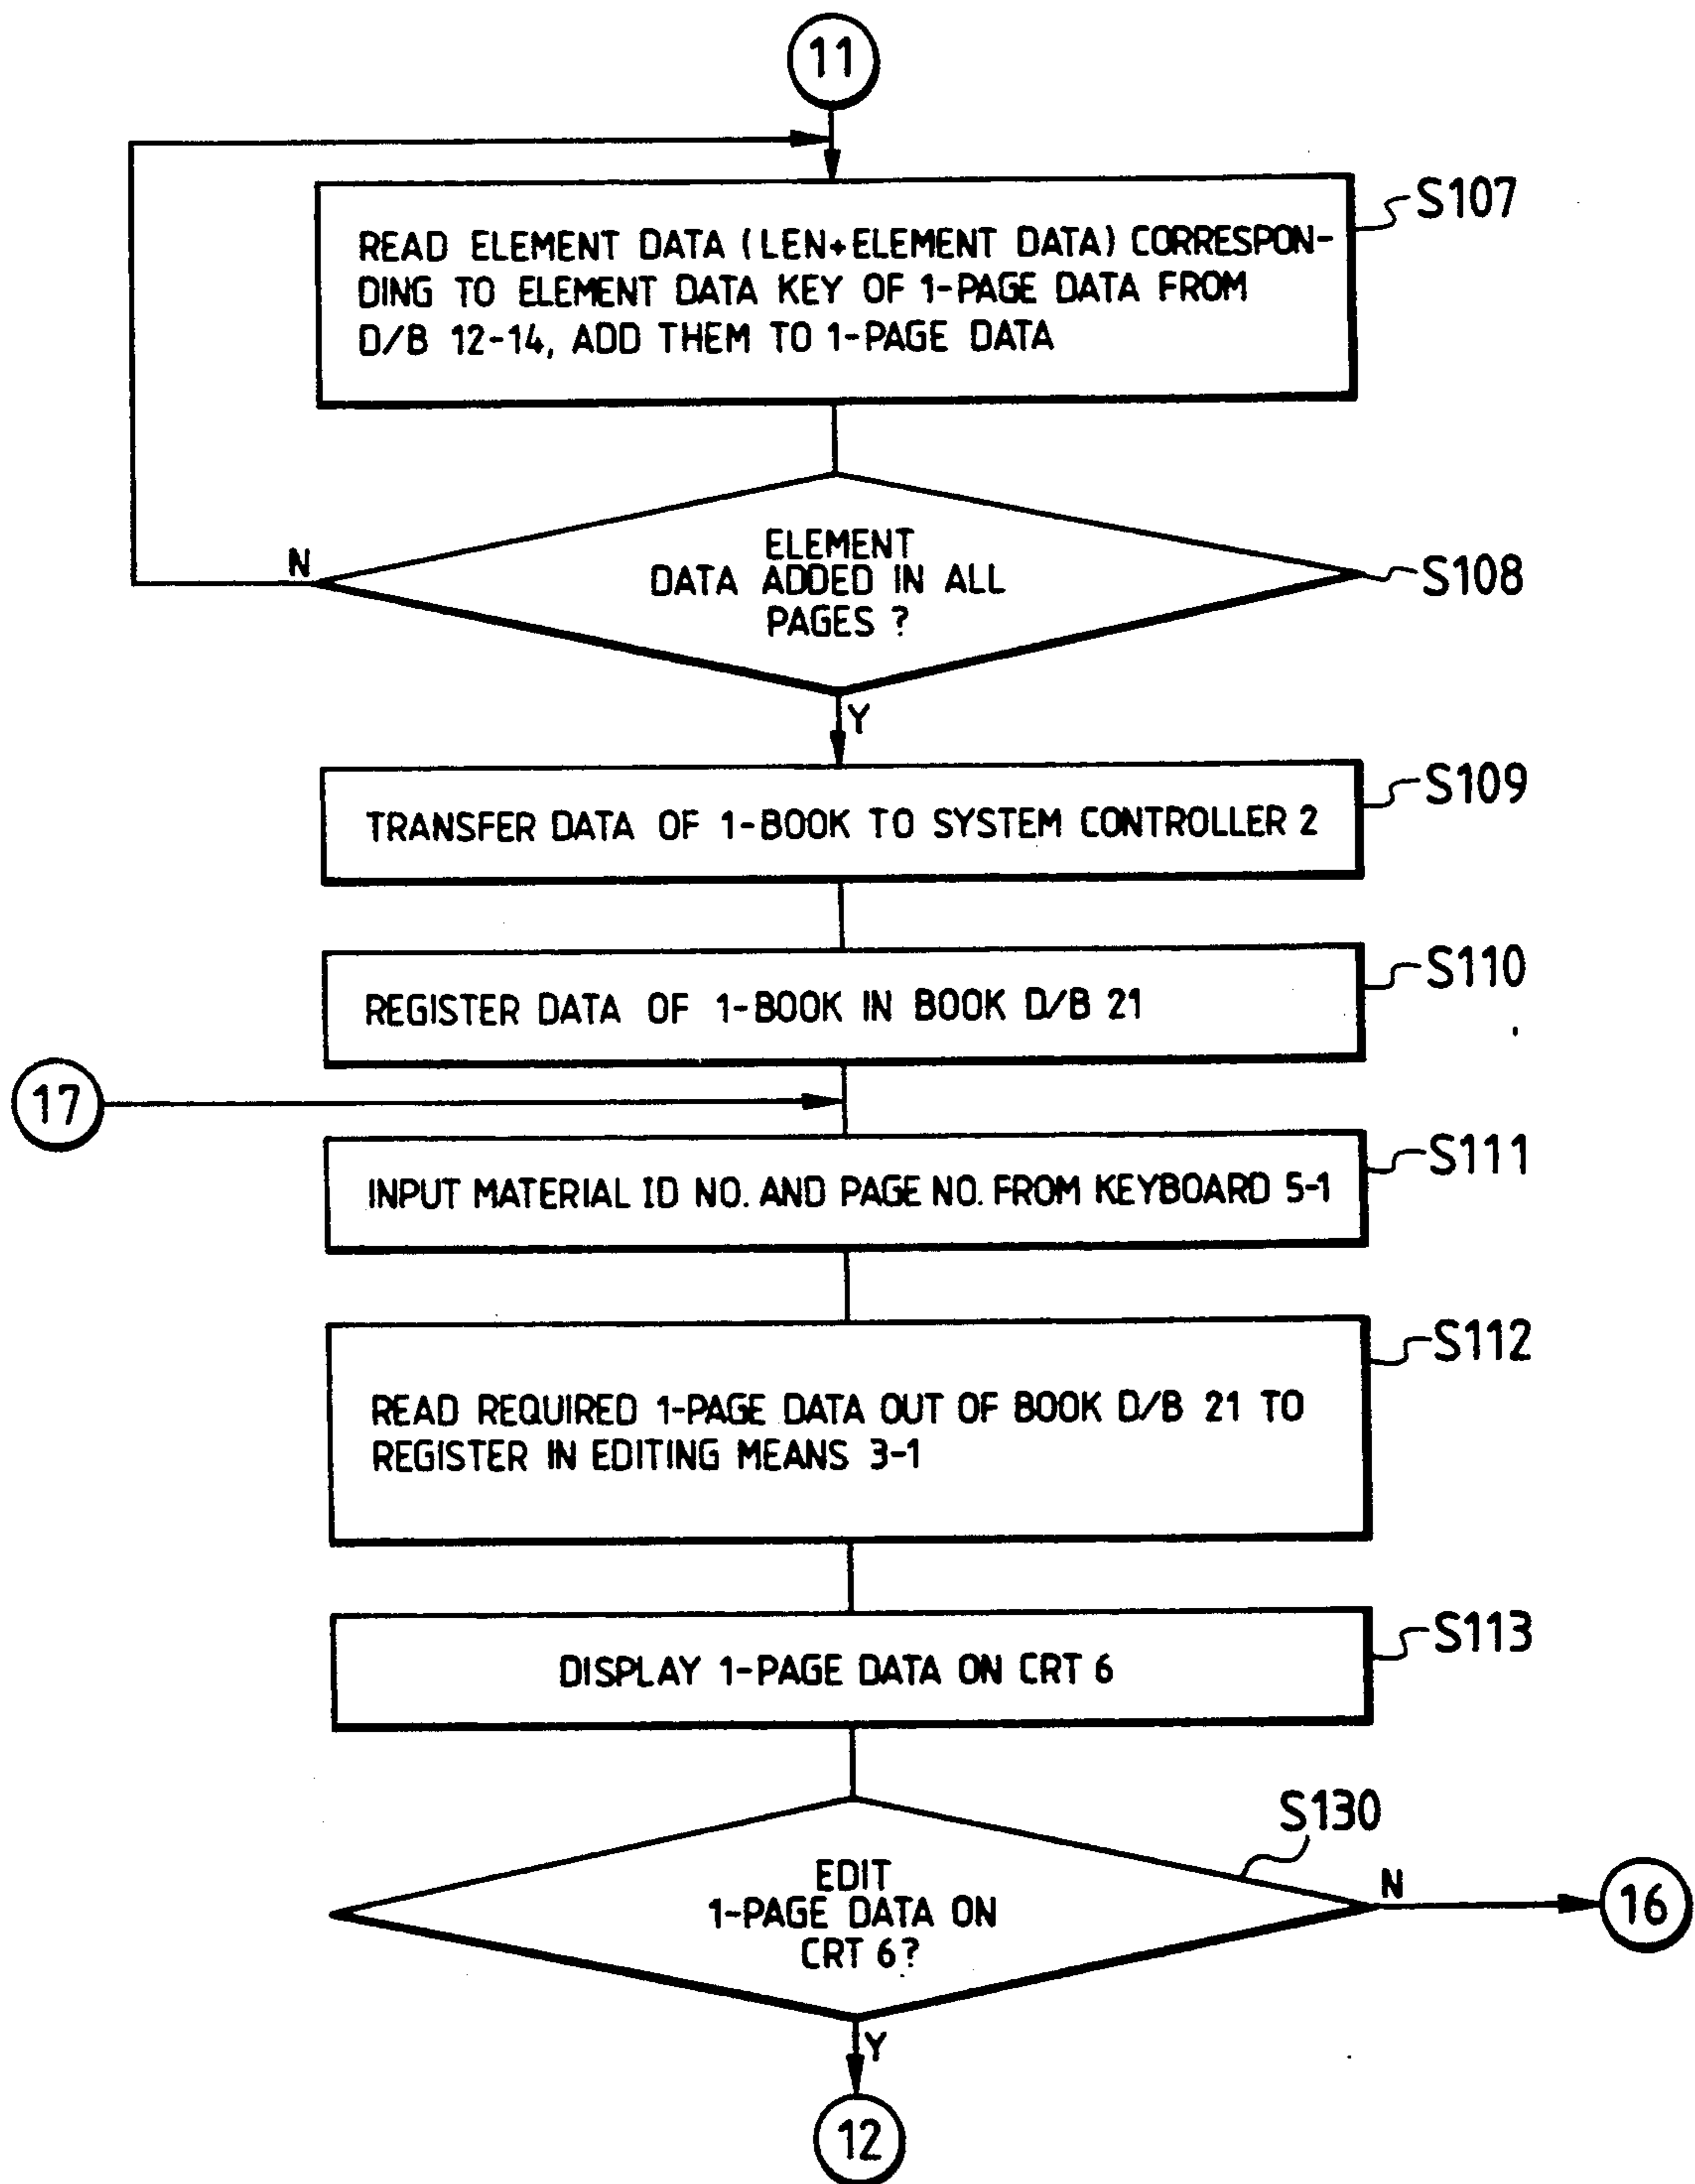 11
S107
READ ELEMENT DATA (LEN+ELEMENT DATA) CORRESPON-
DING TO ELEMENT DATA KEY OF 1-PAGE DATA FROM
D/B 12-14, ADD THEM TO 1-PAGE DATA
N
ELEMENT
DATA ADDED IN ALL
PAGES ?
S108
Y
S109
TRANSFER DATA OF 1-BOOK TO SYSTEM CONTROLLER 2
S110
REGISTER DATA OF 1-BOOK IN BOOK D/B 21
17
S111
INPUT MATERIAL ID NO. AND PAGE NO. FROM KEYBOARD 5-1
S112
READ REQUIRED 1-PAGE DATA OUT OF BOOK D/B 21 TO
REGISTER IN EDITING MEANS 3-1
S113
DISPLAY 1-PAGE DATA ON CRT 6
S130
EDIT
1-PAGE DATA ON
CRT 6?
N
16
Y
12